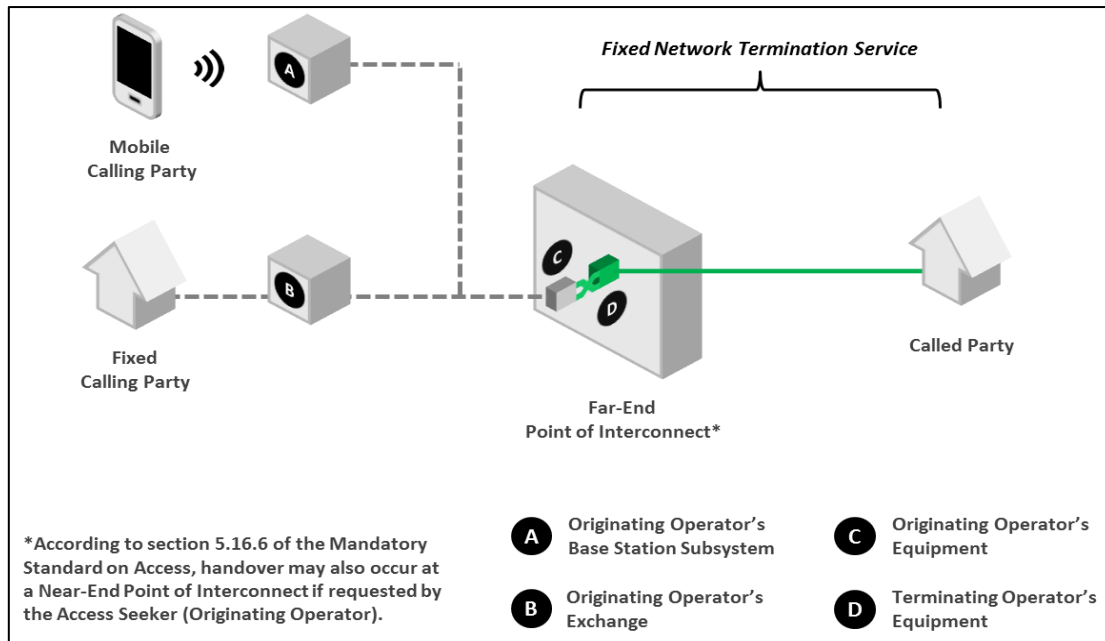 Fixed Network Termination Service
A
Mobile
Calling Party
B
C
D
Fixed
Calling Party
Called Party
Far-End
Point of Interconnect*
*According to section 5.16.6 of the Mandatory
Standard on Access, handover may also occur at
a Near-End Point of Interconnect if requested by
the Access Seeker (Originating Operator).
A Originating Operator’s
Base Station Subsystem
B Originating Operator’s
Exchange
C Originating Operator’s
Equipment
D Terminating Operator’s
Equipment